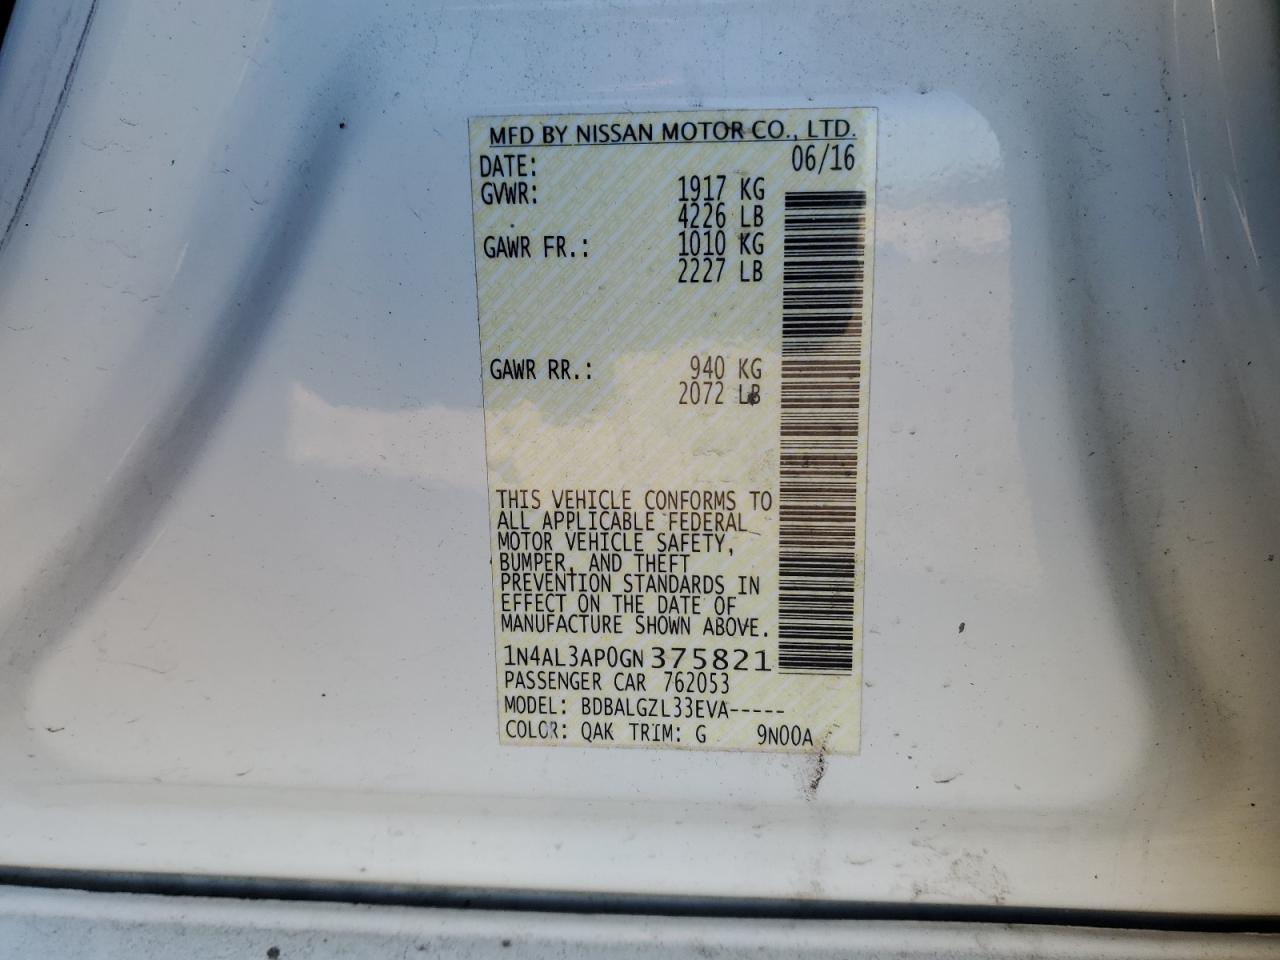 MFD BY NISSAN MOTOR CO., LTD.
DATE: 06/16
GVWR: 1917 KG
4226 LB
GAWR FR.: 1010 KG
2227 LB
GAWR RR.: 940 KG
2072 LB
THIS VEHICLE CONFORMS TO
ALL APPLICABLE FEDERAL
MOTOR VEHICLE SAFETY,
BUMPER, AND THEFT
PREVENTION STANDARDS IN
EFFECT ON THE DATE OF
MANUFACTURE SHOWN ABOVE.
1N4AL3AP0GN375821
PASSENGER CAR 762053
MODEL: BDBALGZL33EVA-----
COLOR: QAK TRIM: G 9N00A